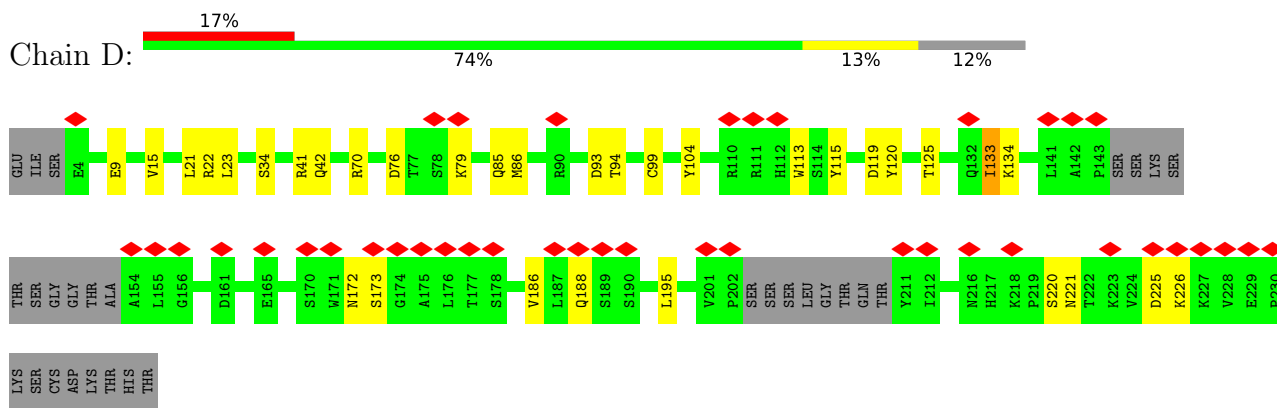 17%
Chain D:
74% 13% 12%
GLU ILE SER E4 E9 V15 L21 R22 L23 S34 R41 Q42 R70 D76 T77 S78 K79 Q85 M86 R90 D93 T94 C99 Y104 R110 R111 H112 W113 S114 Y115 D119 Y120 T125 Q132 I133 K134 L141 A142 P143 SER SER LYS SER
THR SER GLY GLY THR ALA A154 L155 G156 D161 E165 S170 W171 N172 S173 G174 A175 L176 T177 S178 V186 L187 Q188 S189 S190 L195 V201 P202 SER SER SER LEU GLY THR GLN THR Y211 I212 N216 H217 K218 P219 S220 N221 T222 K223 V224 D225 K226 K227 V228 E229 P230
LYS SER CYS ASP LYS THR HIS THR